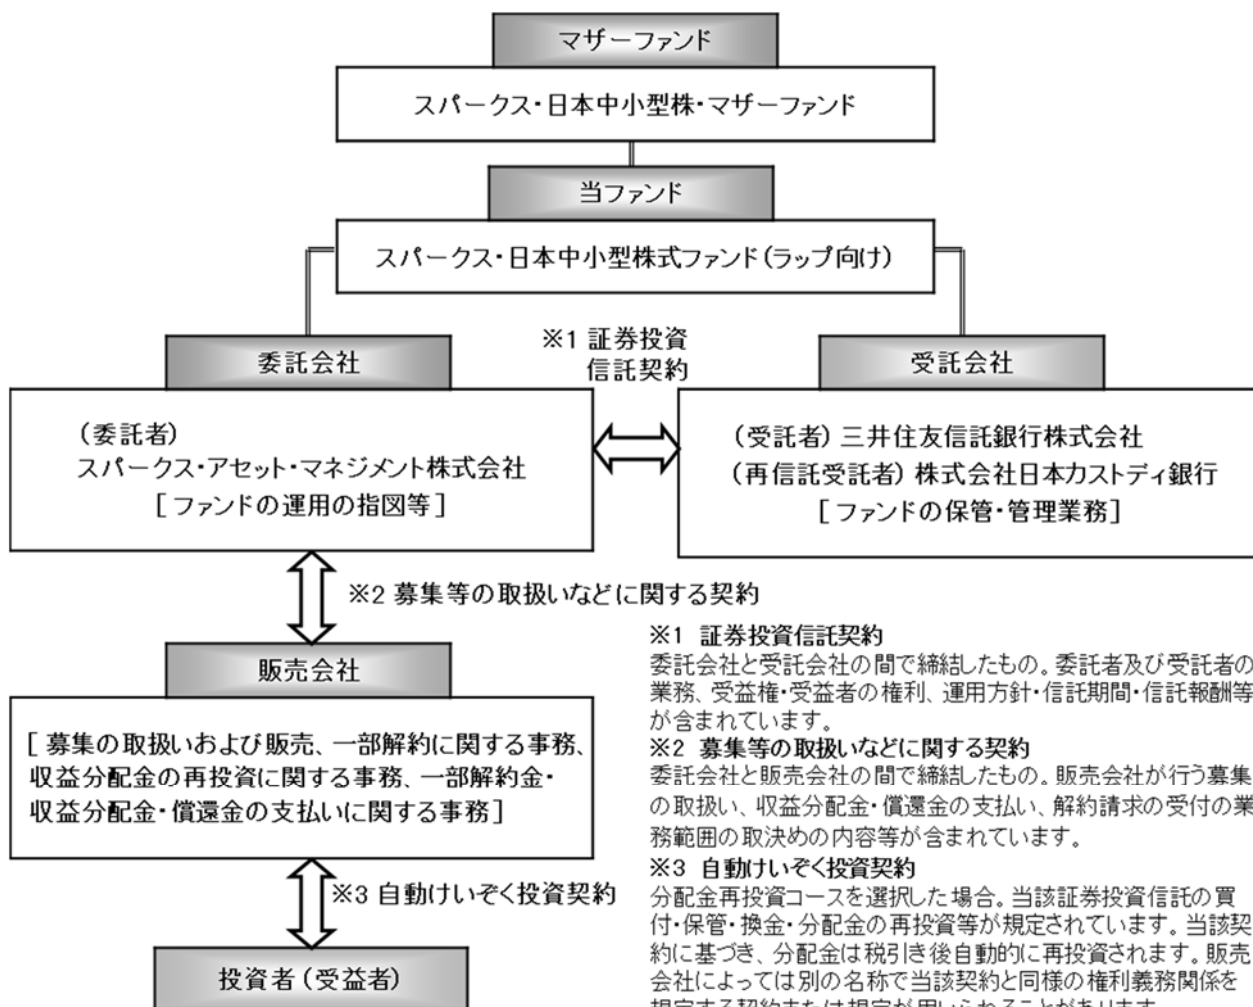 マザーファンド
スパークス・日本中小型株・マザーファンド
当ファンド
スパークス・日本中小型株式ファンド(ラップ向け)
※1 証券投資
信託契約
委託会社
(委託者)
スパークス・アセット・マネジメント株式会社
[ファンドの運用の指図等]
受託会社
(受託者) 三井住友信託銀行株式会社
(再信託受託者) 株式会社日本カストディ銀行
[ファンドの保管・管理業務]
※2 募集等の取扱いなどに関する契約
販売会社
[募集の取扱いおよび販売、一部解約に関する事務、
収益分配金の再投資に関する事務、一部解約金・
収益分配金・償還金の支払いに関する事務]
※3 自動けいぞく投資契約
投資者(受益者)
※1 証券投資信託契約
委託会社と受託会社の間で締結したもの。委託者及び受託者の
業務、受益権・受益者の権利、運用方針・信託期間・信託報酬等
が含まれています。
※2 募集等の取扱いなどに関する契約
委託会社と販売会社の間で締結したもの。販売会社が行う募集
の取扱い、収益分配金・償還金の支払い、解約請求の受付の業
務範囲の取決めの内容等が含まれています。
※3 自動けいぞく投資契約
分配金再投資コースを選択した場合。当該証券投資信託の買
付・保管・換金・分配金の再投資等が規定されています。当該契
約に基づき、分配金は税引き後自動的に再投資されます。販売
会社によっては別の名称で当該契約と同様の権利義務関係を
規定する契約または規定が用いられることがあります。